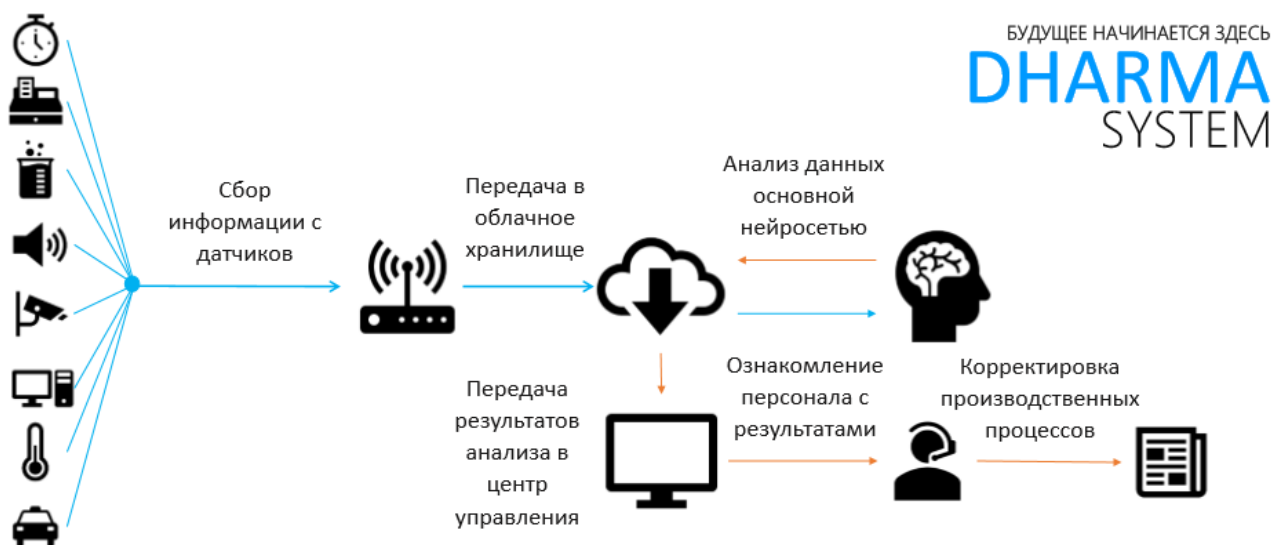 БУДУЩЕЕ НАЧИНАЕТСЯ ЗДЕСЬ
DHARMA
SYSTEM
Сбор
информации с
датчиков
Передача в
облачное
хранилище
Анализ данных
основной
нейросетью
Передача
результатов
анализа в
центр
управления
Ознакомление
персонала с
результатами
Корректировка
производственных
процессов